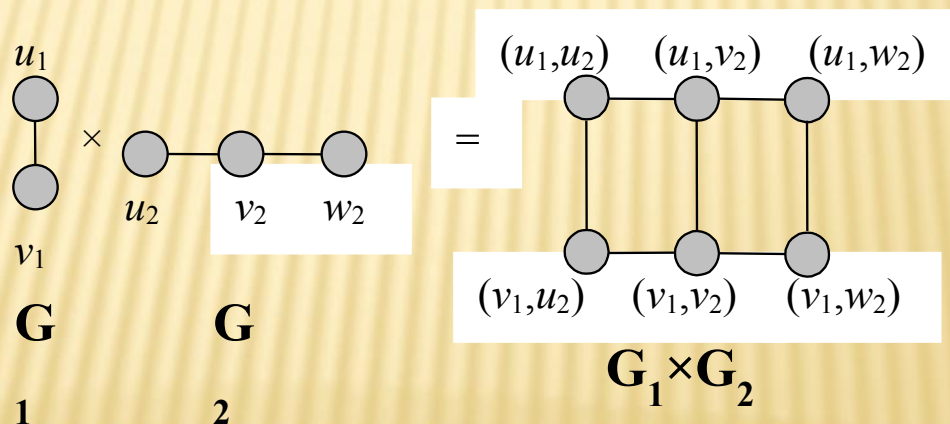 u₁
(u₁,u₂) (u₁,v₂) (u₁,w₂)
× =
u₂ v₂ w₂
v₁
(v₁,u₂) (v₁,v₂) (v₁,w₂)
G G
G₁×G₂
1 2